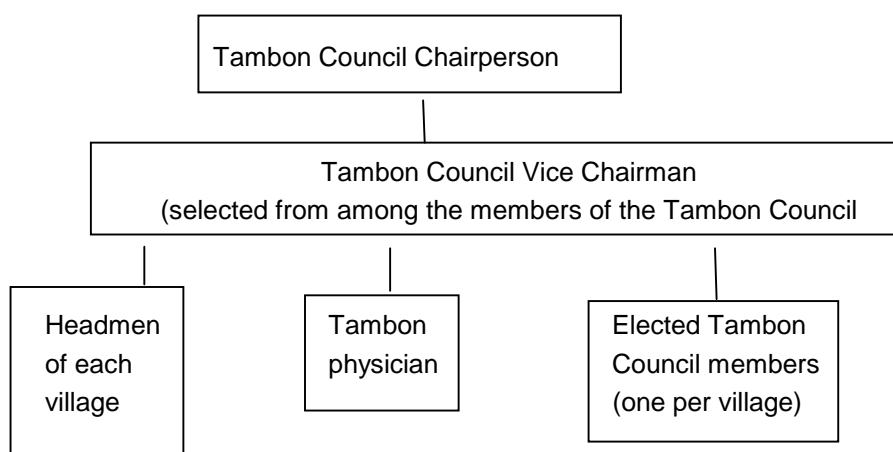 Tambon Council Chairperson
Tambon Council Vice Chairman
(selected from among the members of the Tambon Council
Headmen
of each
village
Tambon
physician
Elected Tambon
Council members
(one per village)